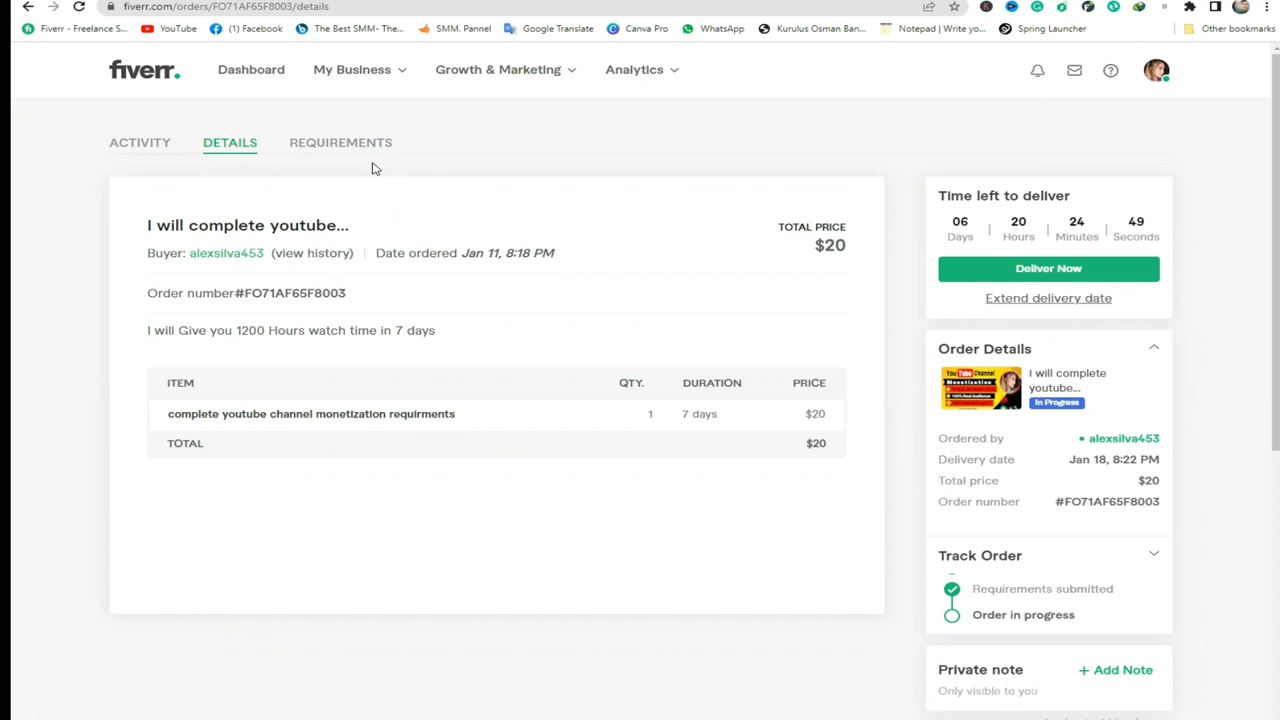 fiverr.com/orders/FO71AF65F8003/details
Fiverr - Freelance S...
YouTube
(1) Facebook
The Best SMM- The...
SMM. Pannel
Google Translate
Canva Pro
WhatsApp
Kurulus Osman Ban...
Notepad | Write yo...
Spring Launcher
Other bookmarks
fiverr.
Dashboard
My Business
Growth & Marketing
Analytics
ACTIVITY
DETAILS
REQUIREMENTS
I will complete youtube...
TOTAL PRICE
$20
Buyer: alexsilva453 (view history) | Date ordered Jan 11, 8:18 PM
Order number#FO71AF65F8003
I will Give you 1200 Hours watch time in 7 days
ITEM QTY. DURATION PRICE
complete youtube channel monetization requirments 1 7 days $20
TOTAL $20
Time left to deliver
06 20 24 49
Days Hours Minutes Seconds
Deliver Now
Extend delivery date
Order Details
You Tube Channel
Monetization
I will complete
youtube...
In Progress
Ordered by alexsilva453
Delivery date Jan 18, 8:22 PM
Total price $20
Order number #FO71AF65F8003
Track Order
Requirements submitted
Order in progress
Private note + Add Note
Only visible to you